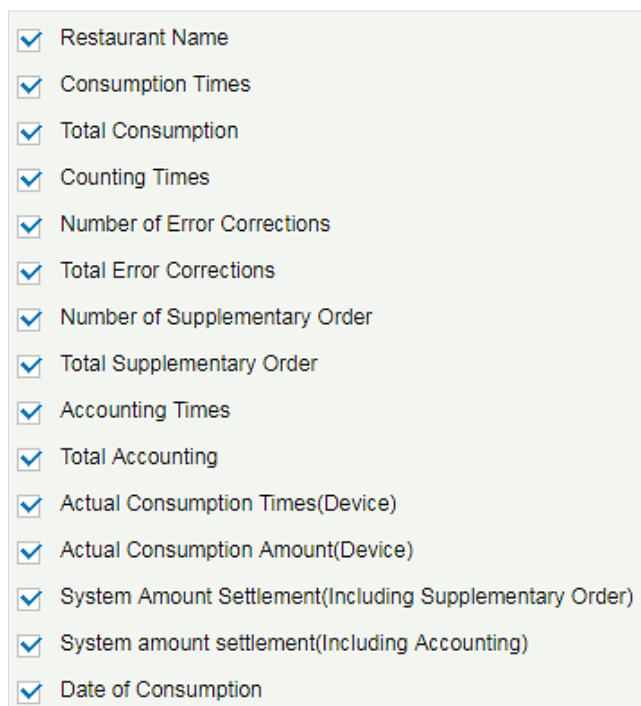 Restaurant Name
Consumption Times
Total Consumption
Counting Times
Number of Error Corrections
Total Error Corrections
Number of Supplementary Order
Total Supplementary Order
Accounting Times
Total Accounting
Actual Consumption Times(Device)
Actual Consumption Amount(Device)
System Amount Settlement(Including Supplementary Order)
System amount settlement(Including Accounting)
Date of Consumption